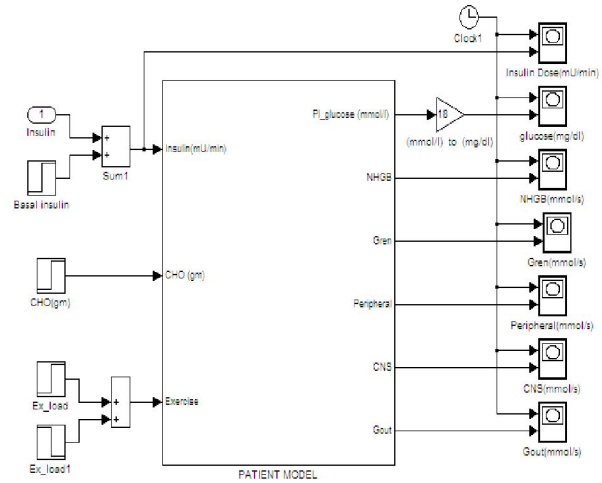 Clock1
Insulin Dose(mU/min)
1
Insulin
+
+
Sum1
Basal insulin
Insulin(mU/min)
Pl_glucose (mmol/l)
18
(mmol/l) to (mg/dl)
glucose(mg/dl)
NHGB
NHGB(mmol/s)
Gren
Gren(mmol/s)
CHO(gm)
CHO (gm)
Peripheral
Peripheral(mmol/s)
CNS
CNS(mmol/s)
Ex_load
+
+
Exercise
Ex_load1
Gout
Gout(mmol/s)
PATIENT MODEL